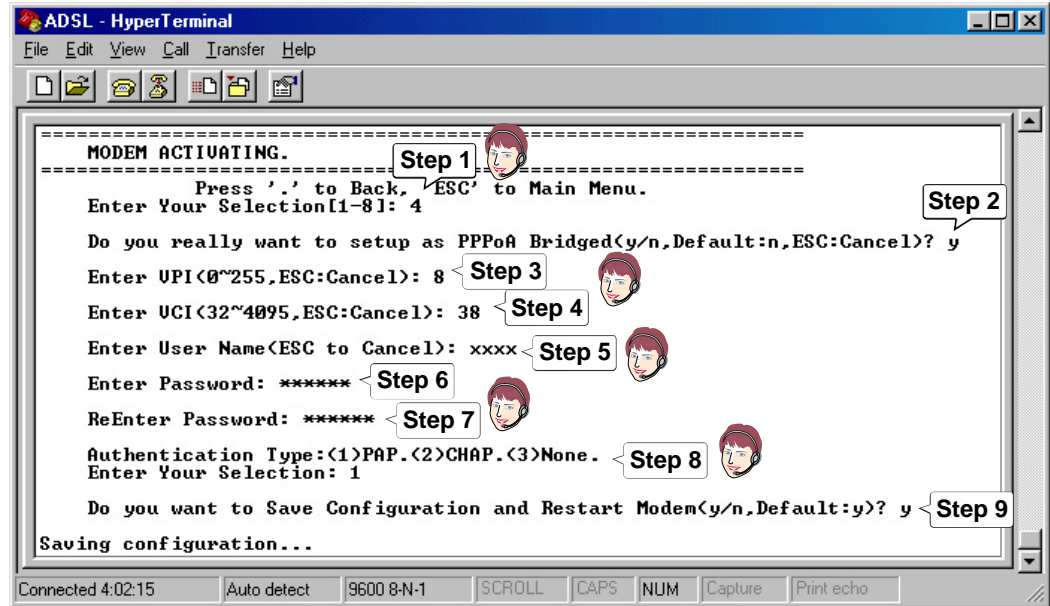 ADSL - HyperTerminal
File Edit View Call Transfer Help
================================================================
MODEM ACTIVATING.
Step 1
================================================================
Press '.' to Back, 'ESC' to Main Menu.
Enter Your Selection[1-8]: 4
Step 2
Do you really want to setup as PPPoA Bridged(y/n,Default:n,ESC:Cancel)? y
Enter VPI(0~255,ESC:Cancel): 8 Step 3
Enter VCI(32~4095,ESC:Cancel): 38 Step 4
Enter User Name(ESC to Cancel): xxxx Step 5
Enter Password: ****** Step 6
ReEnter Password: ****** Step 7
Authentication Type:(1)PAP.(2)CHAP.(3)None. Step 8
Enter Your Selection: 1
Do you want to Save Configuration and Restart Modem(y/n,Default:y)? y Step 9
Saving configuration...
Connected 4:02:15 Auto detect 9600 8-N-1 SCROLL CAPS NUM Capture Print echo